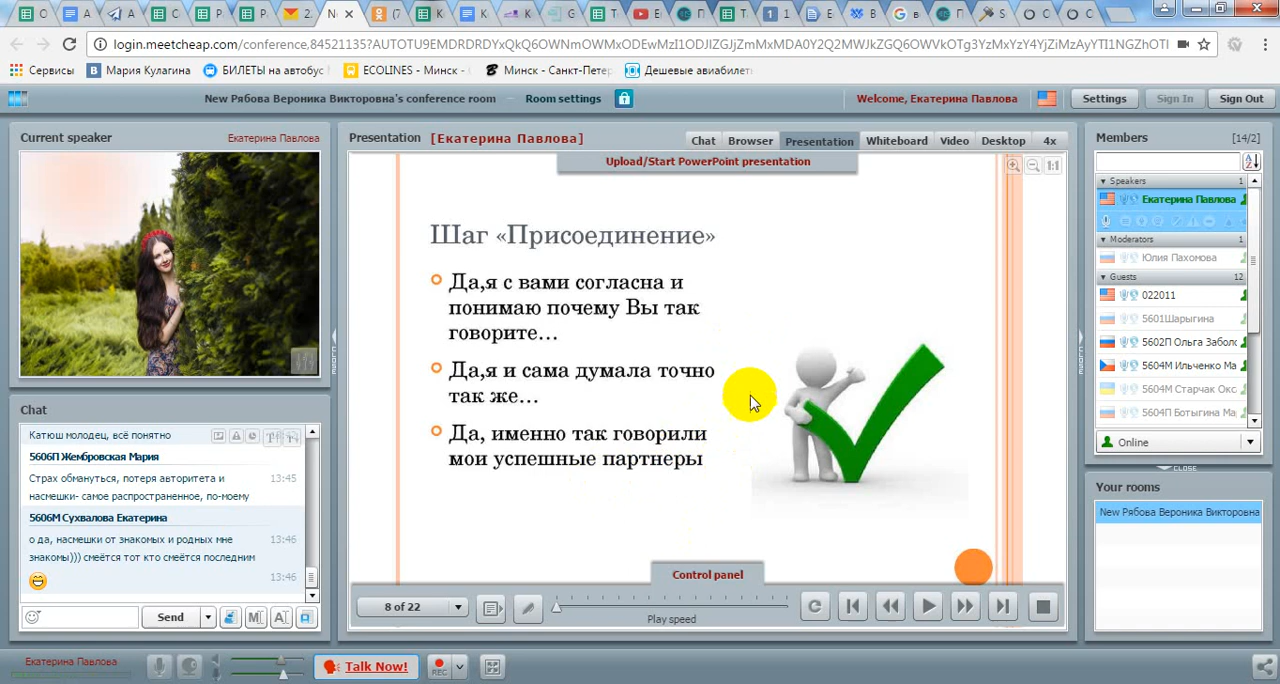 login.meetcheap.com/conference,84521135?
Сервисы
Мария Кулагина
БИЛЕТЫ на автобус
ECOLINES - Минск -
Минск - Санкт-Петер
Дешевые авиабилет
New Рябова Вероника Викторовна's conference room
Room settings
Welcome, Екатерина Павлова
Settings
Sign In
Sign Out
Current speaker
Екатерина Павлова
Presentation [Екатерина Павлова]
Chat
Browser
Presentation
Whiteboard
Video
Desktop
4x
Upload/Start PowerPoint presentation
1:1
Шаг «Присоединение»
Да,я с вами согласна и
понимаю почему Вы так
говорите…
Да,я и сама думала точно
так же…
Да, именно так говорили
мои успешные партнеры
Control panel
8 of 22
Play speed
Chat
Катюш молодец, всё понятно
5606П Жембровская Мария
Страх обмануться, потеря авторитета и 13:45
насмешки- самое распространенное, по-моему
5606М Сухвалова Екатерина
о да, насмешки от знакомых и родных мне 13:46
знакомы))) смеётся тот кто смеётся последним
13:46
Send
Members [14/2]
Speakers 1
Екатерина Павлова
Moderators 1
Юлия Пахомова
Guests 12
022011
5601Шарыгина
5602П Ольга Заболо
5604М Ильченко Ма
5604М Старчак Окс
5604П Ботыгина Ма
Online
CLOSE
Your rooms
New Рябова Вероника Викторовна
Екатерина Павлова
Talk Now!
REC